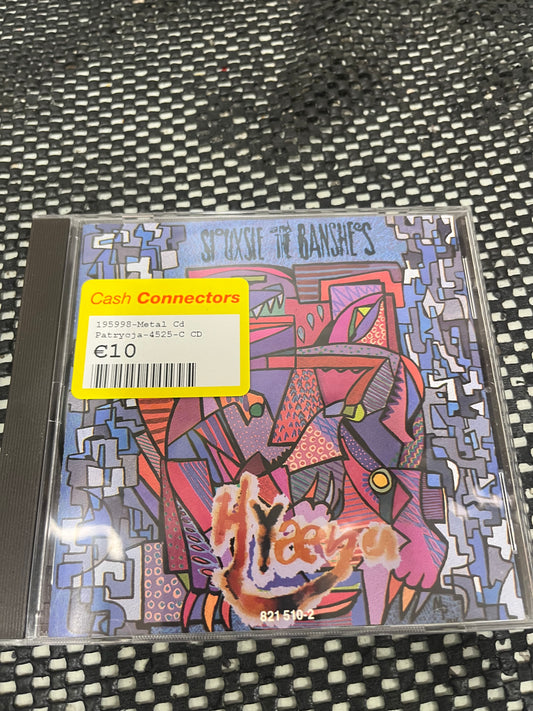 SIOUXSIE AND THE BANSHEES
Cash Connectors
195998-Metal Cd
Patrycja-4525-C CD
€10
Hyaena
821 510-2